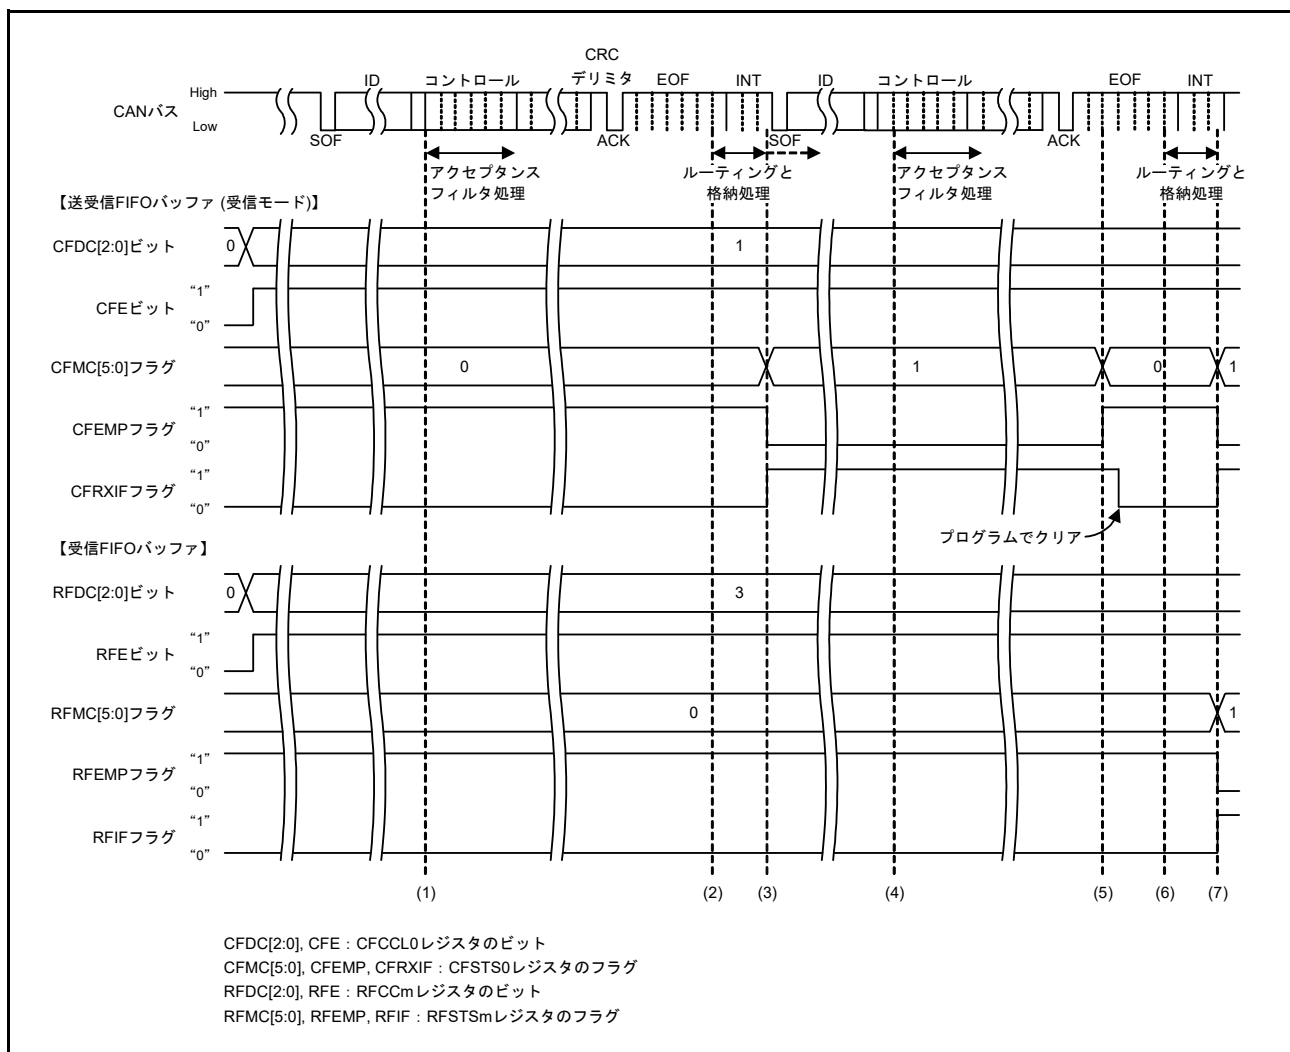 CRC
ID コントロール デリミタ EOF INT ID コントロール EOF INT
High
CANバス
Low
SOF ACK SOF ACK
アクセプタンス
フィルタ処理
ルーティングと
格納処理
アクセプタンス
フィルタ処理
ルーティングと
格納処理
【送受信FIFOバッファ (受信モード)】
CFDC[2:0]ビット 0 1
“1”
CFEビット
“0”
CFMC[5:0]フラグ 0 1 0 1
“1”
CFEMPフラグ
“0”
“1”
CFRXIFフラグ
“0”
プログラムでクリア
【受信FIFOバッファ】
RFDC[2:0]ビット 0 3
“1”
RFEビット
“0”
RFMC[5:0]フラグ 0 1
“1”
RFEMPフラグ
“0”
“1”
RFIFフラグ
“0”
(1) (2) (3) (4) (5) (6) (7)
CFDC[2:0], CFE : CFCCL0レジスタのビット
CFMC[5:0], CFEMP, CFRXIF : CFSTS0レジスタのフラグ
RFDC[2:0], RFE : RFCCmレジスタのビット
RFMC[5:0], RFEMP, RFIF : RFSTSmレジスタのフラグ